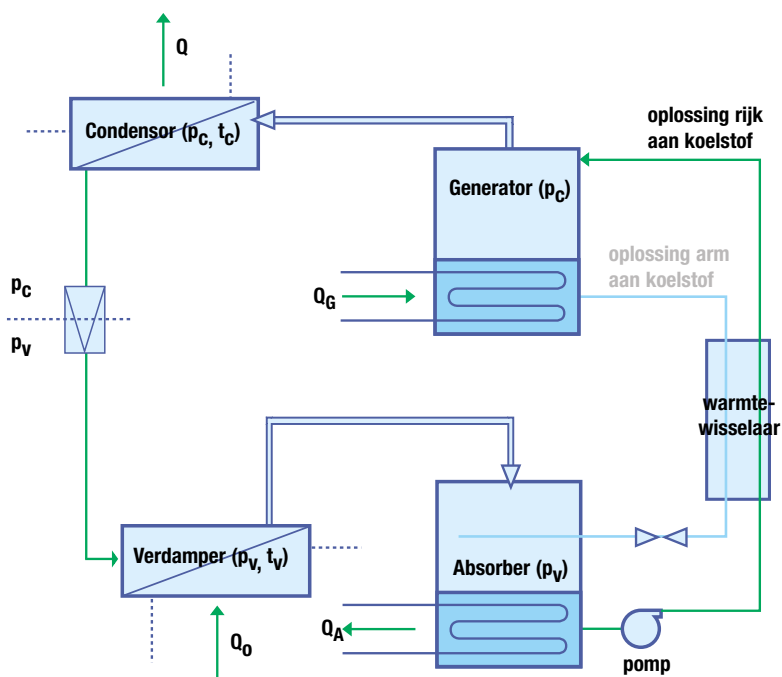 Q
Condensor (pC, tC)
oplossing rijk
aan koelstof
Generator (pC)
oplossing arm
aan koelstof
QG
pC
pV
warmte-
wisselaar
Verdamper (pV, tV)
Absorber (pV)
QA
QO
pomp